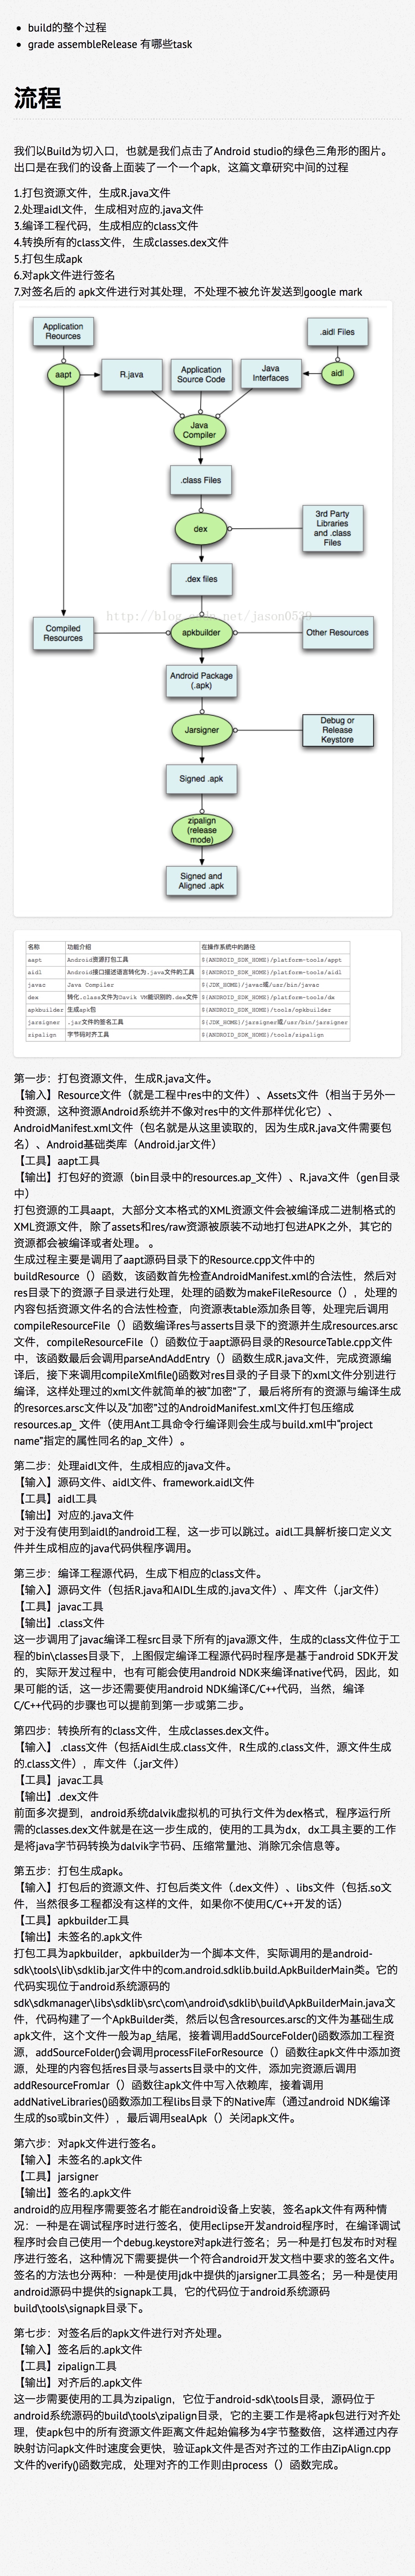 build的整个过程
grade assembleRelease 有哪些task
流程
我们以Build为切入口，也就是我们点击了Android studio的绿色三角形的图片。
出口是在我们的设备上面装了一个一个apk，这篇文章研究中间的过程
1.打包资源文件，生成R.java文件
2.处理aidl文件，生成相对应的.java文件
3.编译工程代码，生成相应的class文件
4.转换所有的class文件，生成classes.dex文件
5.打包生成apk
6.对apk文件进行签名
7.对签名后的 apk文件进行对其处理，不处理不被允许发送到google mark
Application
Reources
.aidl Files
aapt
R.java
Application
Source Code
Java
Interfaces
aidl
Java
Compiler
.class Files
dex
3rd Party
Libraries
and .class
Files
.dex files
http://blog.csdn.net/jason0539
Compiled
Resources
apkbuilder
Other Resources
Android Package
(.apk)
Jarsigner
Debug or
Release
Keystore
Signed .apk
zipalign
(release
mode)
Signed and
Aligned .apk
名称 功能介绍 在操作系统中的路径
aapt Android资源打包工具 ${ANDROID_SDK_HOME}/platform-tools/appt
aidl Android接口描述语言转化为.java文件的工具 ${ANDROID_SDK_HOME}/platform-tools/aidl
javac Java Compiler ${JDK_HOME}/javac或/usr/bin/javac
dex 转化.class文件为Davik VM能识别的.dex文件 ${ANDROID_SDK_HOME}/platform-tools/dx
apkbuilder 生成apk包 ${ANDROID_SDK_HOME}/tools/opkbuilder
jarsigner .jar文件的签名工具 ${JDK_HOME}/jarsigner或/usr/bin/jarsigner
zipalign 字节码对齐工具 ${ANDROID_SDK_HOME}/tools/zipalign
第一步：打包资源文件，生成R.java文件。
【输入】Resource文件（就是工程中res中的文件）、Assets文件（相当于另外一
种资源，这种资源Android系统并不像对res中的文件那样优化它）、
AndroidManifest.xml文件（包名就是从这里读取的，因为生成R.java文件需要包
名）、Android基础类库（Android.jar文件）
【工具】aapt工具
【输出】打包好的资源（bin目录中的resources.ap_文件）、R.java文件（gen目录
中）
打包资源的工具aapt，大部分文本格式的XML资源文件会被编译成二进制格式的
XML资源文件，除了assets和res/raw资源被原装不动地打包进APK之外，其它的
资源都会被编译或者处理。 。
生成过程主要是调用了aapt源码目录下的Resource.cpp文件中的
buildResource（）函数，该函数首先检查AndroidManifest.xml的合法性，然后对
res目录下的资源子目录进行处理，处理的函数为makeFileResource（），处理的
内容包括资源文件名的合法性检查，向资源表table添加条目等，处理完后调用
compileResourceFile（）函数编译res与asserts目录下的资源并生成resources.arsc
文件，compileResourceFile（）函数位于aapt源码目录的ResourceTable.cpp文件
中，该函数最后会调用parseAndAddEntry（）函数生成R.java文件，完成资源编
译后，接下来调用compileXmlfile()函数对res目录的子目录下的xml文件分别进行
编译，这样处理过的xml文件就简单的被"加密"了，最后将所有的资源与编译生成
的resorces.arsc文件以及"加密"过的AndroidManifest.xml文件打包压缩成
resources.ap_ 文件（使用Ant工具命令行编译则会生成与build.xml中"project
name"指定的属性同名的ap_文件）。
第二步：处理aidl文件，生成相应的java文件。
【输入】源码文件、aidl文件、framework.aidl文件
【工具】aidl工具
【输出】对应的.java文件
对于没有使用到aidl的android工程，这一步可以跳过。aidl工具解析接口定义文
件并生成相应的java代码供程序调用。
第三步：编译工程源代码，生成下相应的class文件。
【输入】源码文件（包括R.java和AIDL生成的.java文件）、库文件（.jar文件）
【工具】javac工具
【输出】.class文件
这一步调用了javac编译工程src目录下所有的java源文件，生成的class文件位于工
程的bin\classes目录下，上图假定编译工程源代码时程序是基于android SDK开发
的，实际开发过程中，也有可能会使用android NDK来编译native代码，因此，如
果可能的话，这一步还需要使用android NDK编译C/C++代码，当然，编译
C/C++代码的步骤也可以提前到第一步或第二步。
第四步：转换所有的class文件，生成classes.dex文件。
【输入】 .class文件（包括Aidl生成.class文件，R生成的.class文件，源文件生成
的.class文件），库文件（.jar文件）
【工具】javac工具
【输出】.dex文件
前面多次提到，android系统dalvik虚拟机的可执行文件为dex格式，程序运行所
需的classes.dex文件就是在这一步生成的，使用的工具为dx，dx工具主要的工作
是将java字节码转换为dalvik字节码、压缩常量池、消除冗余信息等。
第五步：打包生成apk。
【输入】打包后的资源文件、打包后类文件（.dex文件）、libs文件（包括.so文
件，当然很多工程都没有这样的文件，如果你不使用C/C++开发的话）
【工具】apkbuilder工具
【输出】未签名的.apk文件
打包工具为apkbuilder，apkbuilder为一个脚本文件，实际调用的是android-
sdk\tools\lib\sdklib.jar文件中的com.android.sdklib.build.ApkBuilderMain类。它的
代码实现位于android系统源码的
sdk\sdkmanager\libs\sdklib\src\com\android\sdklib\build\ApkBuilderMain.java文
件，代码构建了一个ApkBuilder类，然后以包含resources.arsc的文件为基础生成
apk文件，这个文件一般为ap_结尾，接着调用addSourceFolder()函数添加工程资
源，addSourceFolder()会调用processFileForResource（）函数往apk文件中添加资
源，处理的内容包括res目录与asserts目录中的文件，添加完资源后调用
addResourceFromJar（）函数往apk文件中写入依赖库，接着调用
addNativeLibraries()函数添加工程libs目录下的Native库（通过android NDK编译
生成的so或bin文件），最后调用sealApk（）关闭apk文件。
第六步：对apk文件进行签名。
【输入】未签名的.apk文件
【工具】jarsigner
【输出】签名的.apk文件
android的应用程序需要签名才能在android设备上安装，签名apk文件有两种情
况：一种是在调试程序时进行签名，使用eclipse开发android程序时，在编译调试
程序时会自己使用一个debug.keystore对apk进行签名；另一种是打包发布时对程
序进行签名，这种情况下需要提供一个符合android开发文档中要求的签名文件。
签名的方法也分两种：一种是使用jdk中提供的jarsigner工具签名；另一种是使用
android源码中提供的signapk工具，它的代码位于android系统源码
build\tools\signapk目录下。
第七步：对签名后的apk文件进行对齐处理。
【输入】签名后的.apk文件
【工具】zipalign工具
【输出】对齐后的.apk文件
这一步需要使用的工具为zipalign，它位于android-sdk\tools目录，源码位于
android系统源码的build\tools\zipalign目录，它的主要工作是将apk包进行对齐处
理，使apk包中的所有资源文件距离文件起始偏移为4字节整数倍，这样通过内存
映射访问apk文件时速度会更快，验证apk文件是否对齐过的工作由ZipAlign.cpp
文件的verify()函数完成，处理对齐的工作则由process（）函数完成。